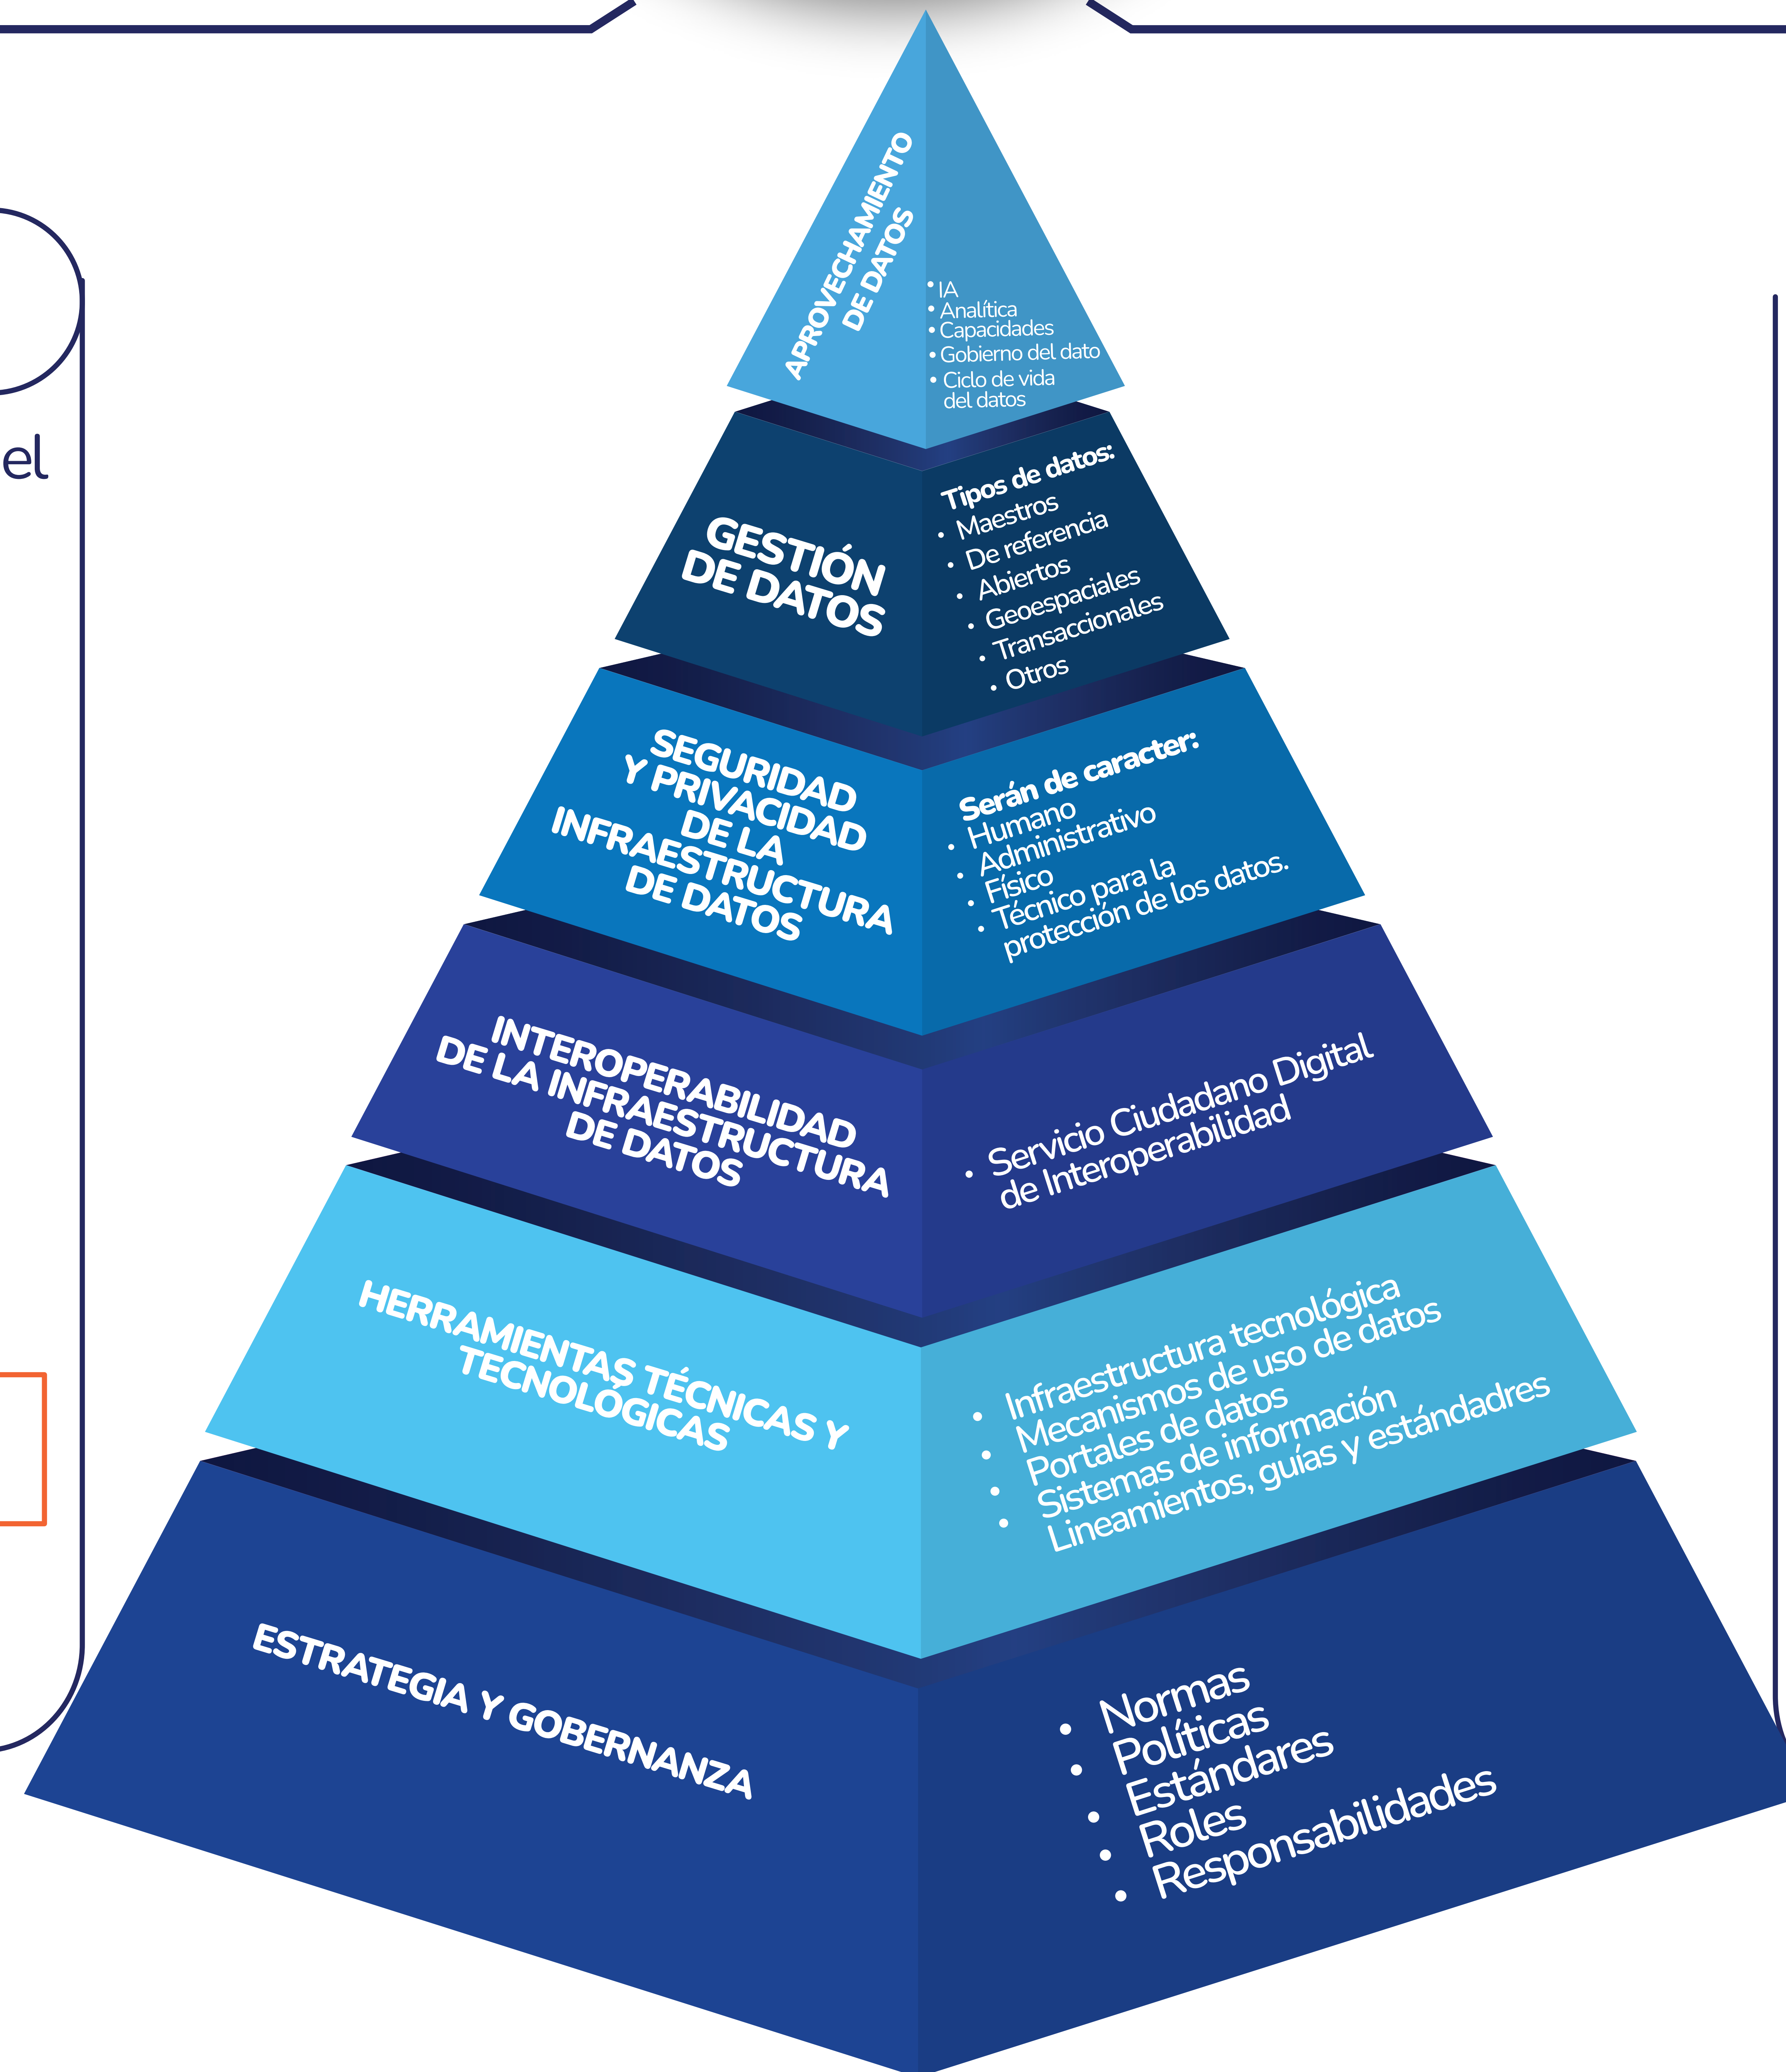 APROVECHAMIENTO
DE DATOS
• IA
• Analítica
• Capacidades
• Gobierno del dato
• Ciclo de vida
del datos
el
GESTIÓN
DE DATOS
Tipos de datos:
• Maestros
• De referencia
• Abiertos
• Geoespaciales
• Transaccionales
• Otros
SEGURIDAD
Y PRIVACIDAD
DE LA
INFRAESTRUCTURA
DE DATOS
Serán de caracter:
• Humano
• Administrativo
• Físico
• Técnico para la
protección de los datos.
INTEROPERABILIDAD
DE LA INFRAESTRUCTURA
DE DATOS
• Servicio Ciudadano Digital
de Interoperabilidad
HERRAMIENTAS TÉCNICAS Y
TECNOLÓGICAS
• Infraestructura tecnológica
• Mecanismos de uso de datos
• Portales de datos
• Sistemas de información
Lineamientos, guías y estándadres
ESTRATEGIA Y GOBERNANZA
• Normas
• Políticas
• Estándares
• Roles
• Responsabilidades